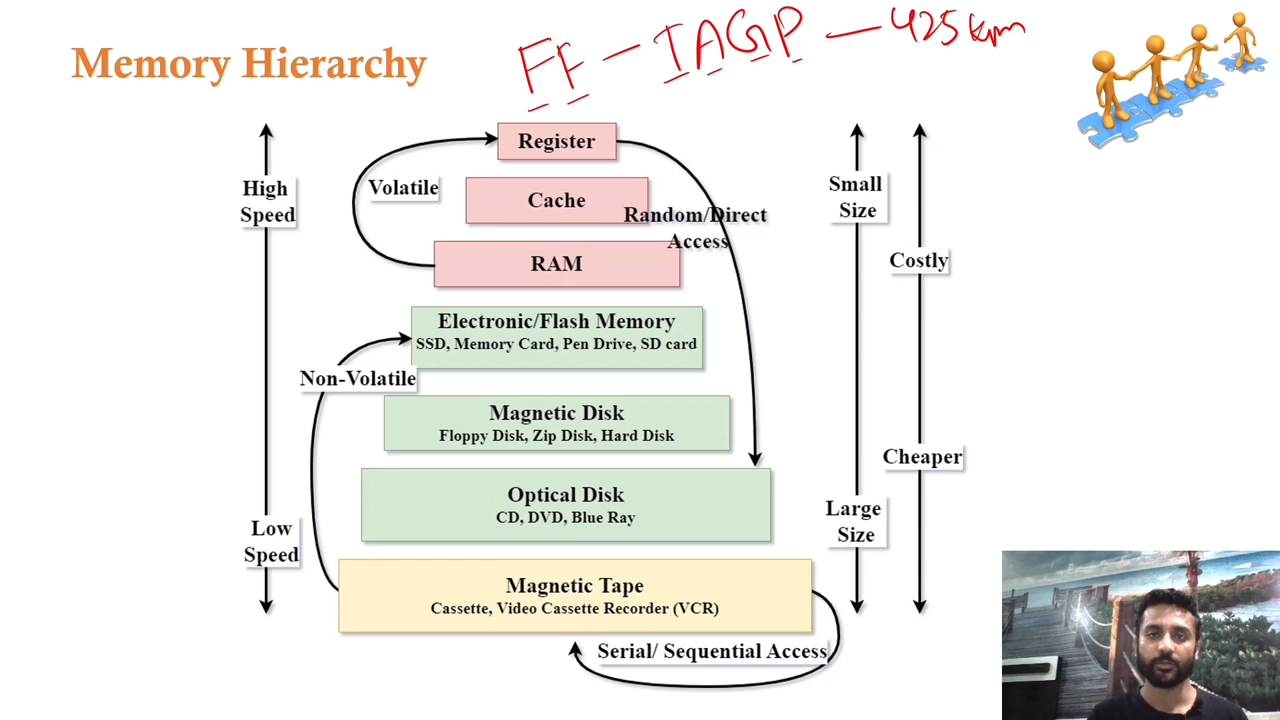 Memory Hierarchy
FF - IAGP - 425 kpm
Register
Volatile
High
Speed
Cache
Random/Direct
Access
Small
Size
RAM
Costly
Electronic/Flash Memory
SSD, Memory Card, Pen Drive, SD card
Non-Volatile
Magnetic Disk
Floppy Disk, Zip Disk, Hard Disk
Cheaper
Optical Disk
CD, DVD, Blue Ray
Large
Size
Low
Speed
Magnetic Tape
Cassette, Video Cassette Recorder (VCR)
Serial/ Sequential Access